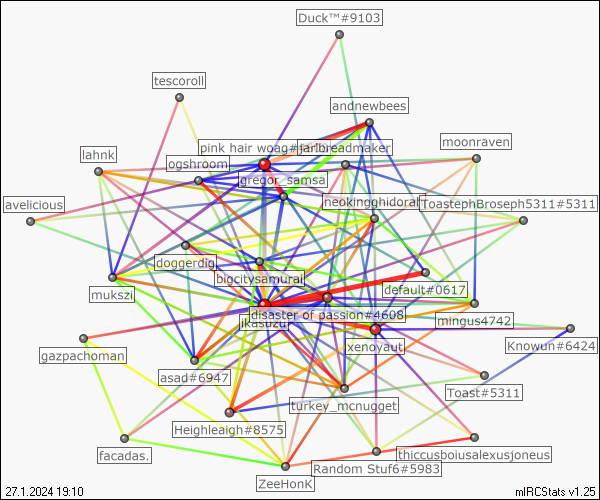 Duck™#9103
tescoroll
andnewbees
pink hair woag#
farlbreadmaker
moonraven
lahnk
ogshroom
gregor_samsa
neokingghidorah
ToastephBroseph5311#5311
avelicious
doggerdig
bigcitysamurai
default#0617
mukszi
disaster of passion#4608
ikasuzu
mingus4742
xenoyaut
Knowun#6424
gazpachoman
asad#6947
Toast#5311
turkey_mcnugget
Heighleaigh#8575
thiccusboiusalexusjoneus
facadas.
Random Stuf6#5983
ZeeHonk
27.1.2024 19:10
mIRCStats v1.25